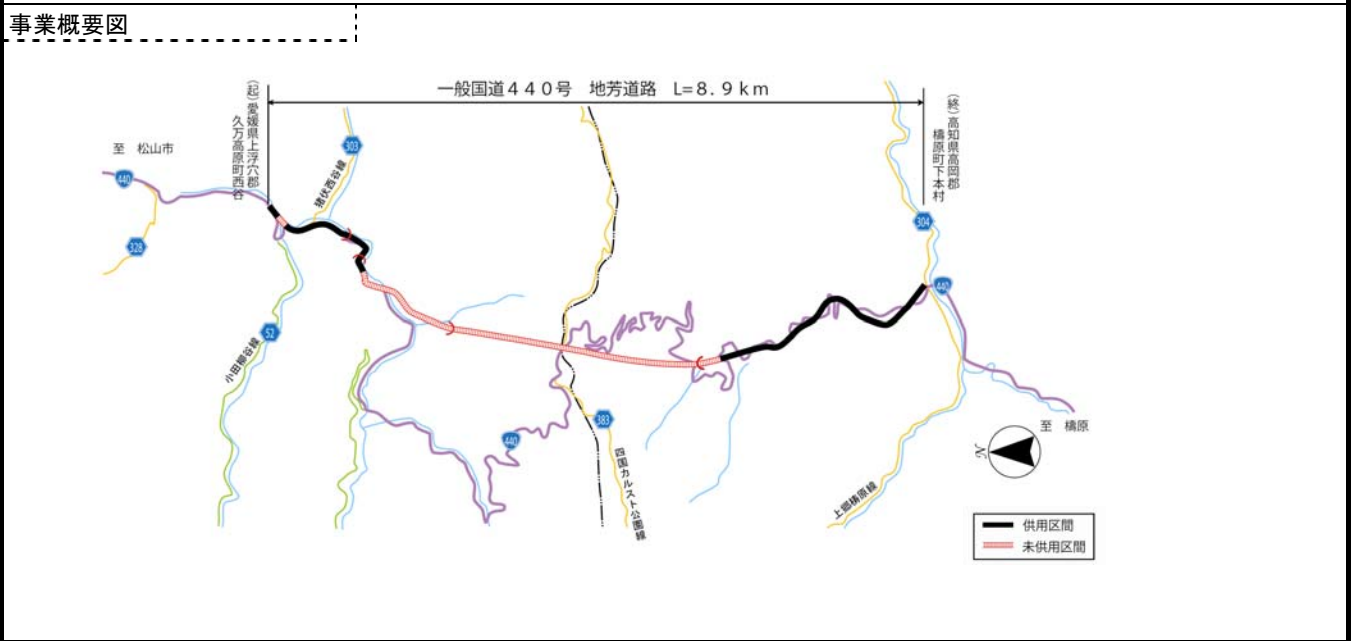 事業概要図
一般国道440号 地芳道路 L=8.9km
(起)愛媛県上浮穴郡
久万高原町西谷
(終)高知県高岡郡
檮原町下本村
至 松山市
440
328
303
猪伏西谷線
52
小田柳谷線
440
383
四国カルスト公園線
304
440
至 檮原
上郷檮原線
N
供用区間
未供用区間